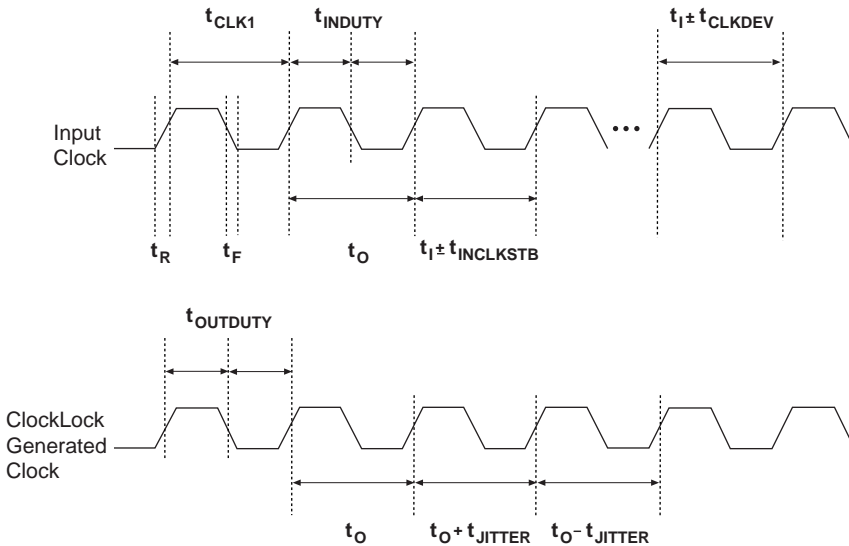 tCLK1 tINDUTY tI ± tCLKDEV
Input
Clock
•••
tR tF tO tI ± tINCLKSTB
tOUTDUTY
ClockLock
Generated
Clock
tO tO + tJITTER tO – tJITTER